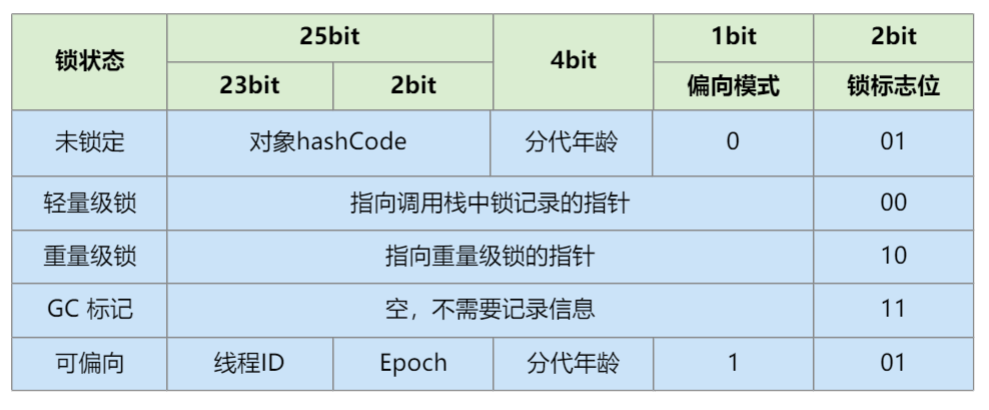 锁状态 25bit 4bit 1bit 2bit
23bit 2bit 偏向模式 锁标志位
未锁定 对象hashCode 分代年龄 0 01
轻量级锁 指向调用栈中锁记录的指针 00
重量级锁 指向重量级锁的指针 10
GC 标记 空，不需要记录信息 11
可偏向 线程ID Epoch 分代年龄 1 01